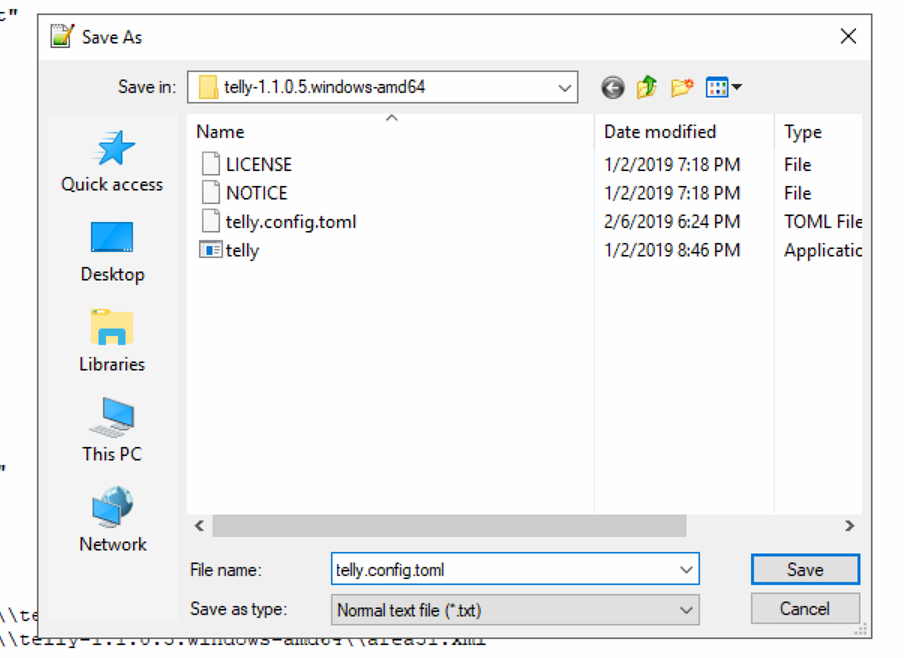 t"
Save As
Save in: telly-1.1.0.5.windows-amd64
Name Date modified Type
LICENSE 1/2/2019 7:18 PM File
NOTICE 1/2/2019 7:18 PM File
telly.config.toml 2/6/2019 6:24 PM TOML File
telly 1/2/2019 8:46 PM Applicatic
Quick access
Desktop
Libraries
This PC
Network
"
File name: telly.config.toml Save
Save as type: Normal text file (*.txt) Cancel
\\te
\\telly-1.1.0.5.windows-amd64\\area51.xml